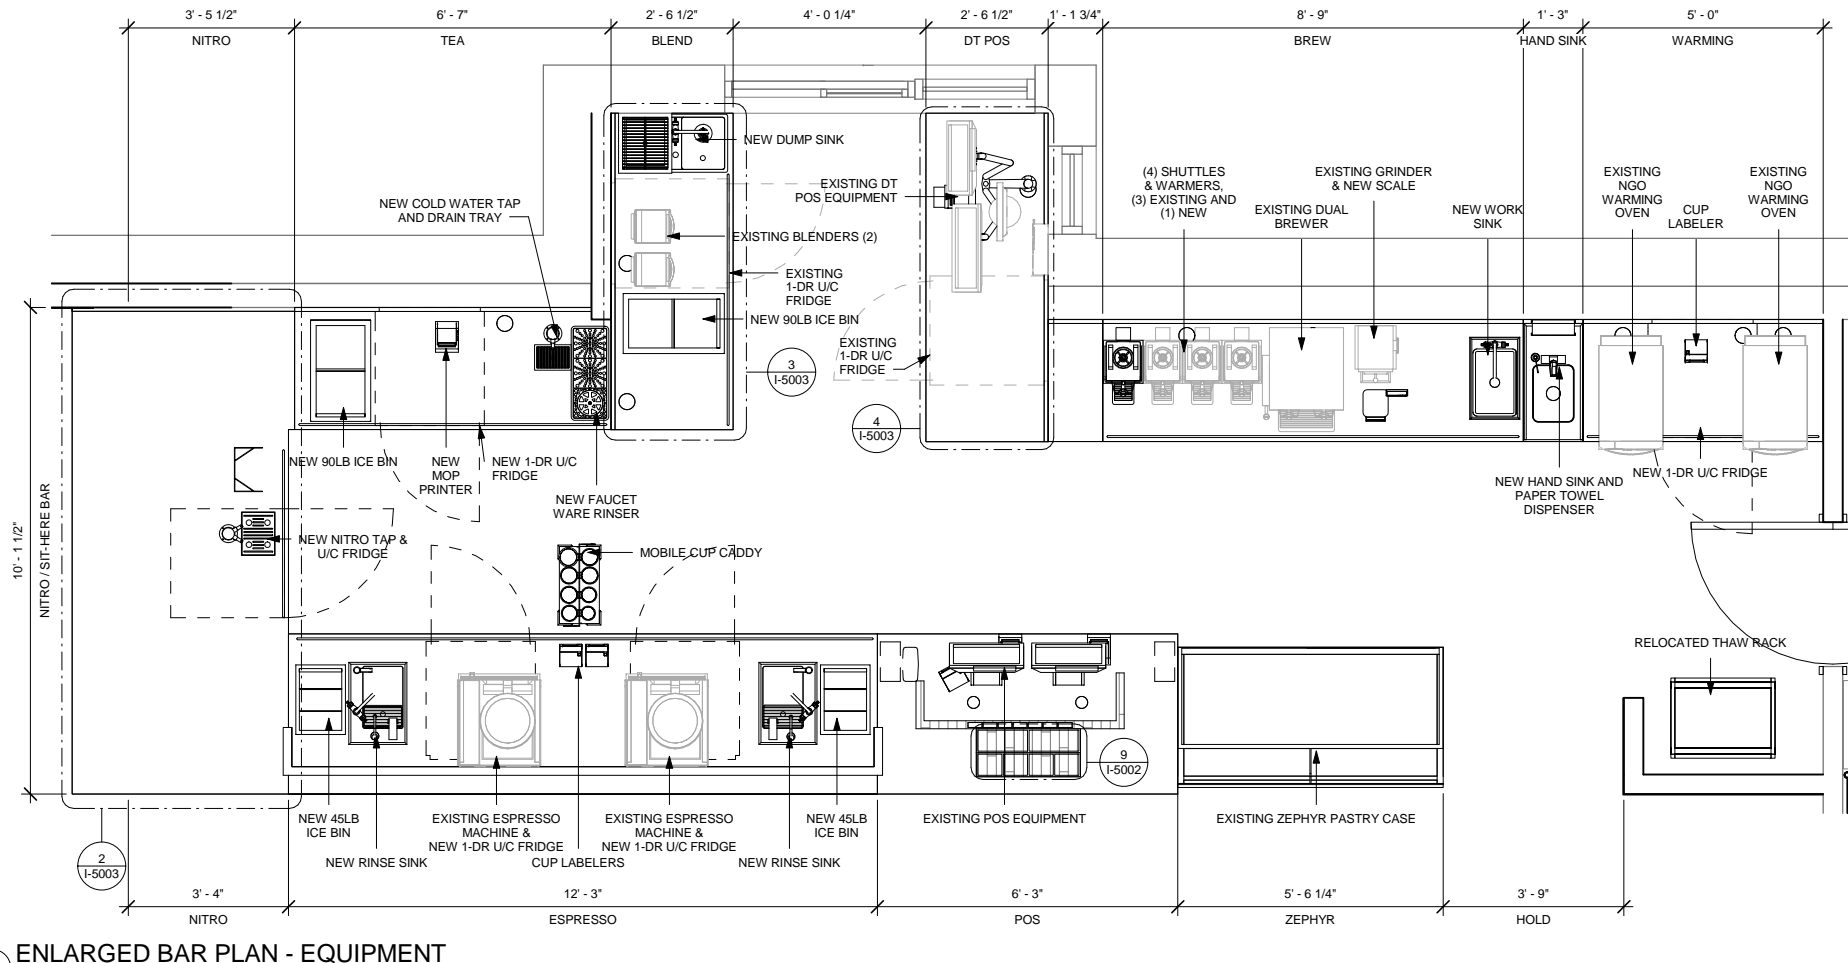 3' - 5 1/2"
6' - 7"
2' - 6 1/2"
4' - 0 1/4"
2' - 6 1/2"
1' - 1 3/4"
8' - 9"
1' - 3"
5' - 0"
NITRO
TEA
BLEND
DT POS
BREW
HAND SINK
WARMING
NEW DUMP SINK
NEW COLD WATER TAP
AND DRAIN TRAY
EXISTING DT
POS EQUIPMENT
EXISTING BLENDERS (2)
EXISTING
1-DR U/C
FRIDGE
NEW 90LB ICE BIN
EXISTING
1-DR U/C
FRIDGE
3
I-5003
4
I-5003
(4) SHUTTLES
& WARMERS,
(3) EXISTING AND
(1) NEW
EXISTING DUAL
BREWER
EXISTING GRINDER
& NEW SCALE
NEW WORK
SINK
EXISTING
NGO
WARMING
OVEN
CUP
LABELER
EXISTING
NGO
WARMING
OVEN
NEW 90LB ICE BIN
NEW
MOP
PRINTER
NEW 1-DR U/C
FRIDGE
NEW FAUCET
WARE RINSER
NEW HAND SINK AND
PAPER TOWEL
DISPENSER
NEW 1-DR U/C FRIDGE
10' - 1 1/2"
NITRO / SIT-HERE BAR
NEW NITRO TAP &
U/C FRIDGE
MOBILE CUP CADDY
RELOCATED THAW RACK
9
I-5002
NEW 45LB
ICE BIN
NEW RINSE SINK
EXISTING ESPRESSO
MACHINE &
NEW 1-DR U/C FRIDGE
CUP LABELERS
EXISTING ESPRESSO
MACHINE &
NEW 1-DR U/C FRIDGE
NEW RINSE SINK
NEW 45LB
ICE BIN
EXISTING POS EQUIPMENT
EXISTING ZEPHYR PASTRY CASE
2
I-5003
3' - 4"
12' - 3"
6' - 3"
5' - 6 1/4"
3' - 9"
NITRO
ESPRESSO
POS
ZEPHYR
HOLD
ENLARGED BAR PLAN - EQUIPMENT